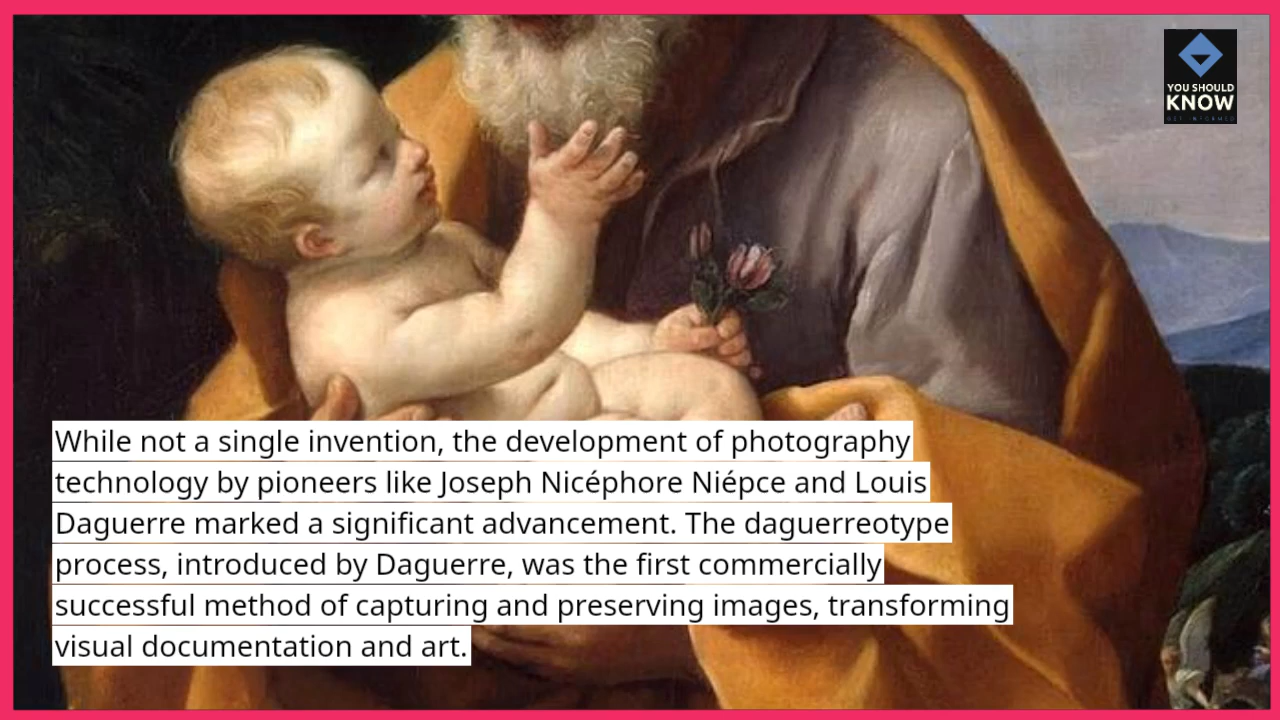 YOU SHOULD
KNOW
GET INFORMED
While not a single invention, the development of photography
technology by pioneers like Joseph Nicéphore Niépce and Louis
Daguerre marked a significant advancement. The daguerreotype
process, introduced by Daguerre, was the first commercially
successful method of capturing and preserving images, transforming
visual documentation and art.